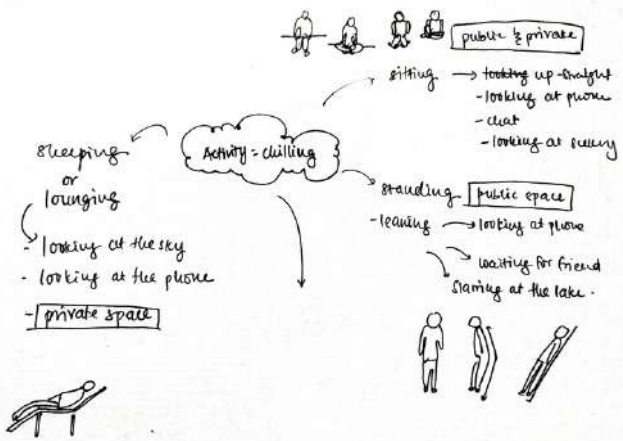 public & private
sitting → looking up-straight
- looking at phone
- chat
- looking at scenery
Activity = chilling
sleeping
or
lounging
- looking at the sky
- looking at the phone
- private space
standing public space
- leaning → looking at phone
waiting for friend
Starring at the lake.